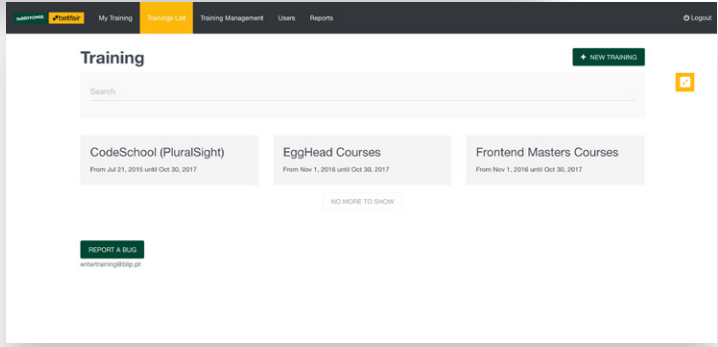 PADDYPOWER. betfair My Training Trainings List Training Management Users Reports Logout
Training
+ NEW TRAINING
Search
CodeSchool (PluralSight) EggHead Courses Frontend Masters Courses
From Jul 21, 2015 until Oct 30, 2017 From Nov 1, 2016 until Oct 30, 2017 From Nov 1, 2016 until Oct 30, 2017
NO MORE TO SHOW
REPORT A BUG
entertraining@blip.pt